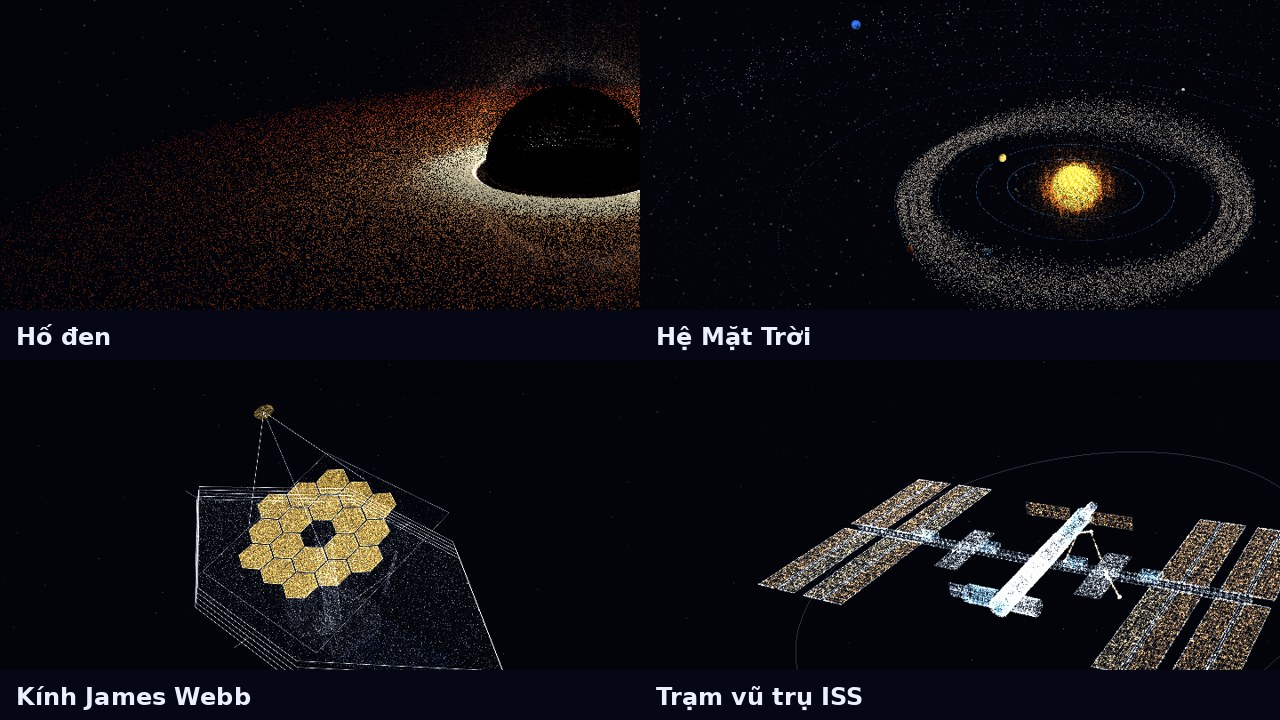 Hố đen
Hệ Mặt Trời
Kính James Webb
Trạm vũ trụ ISS